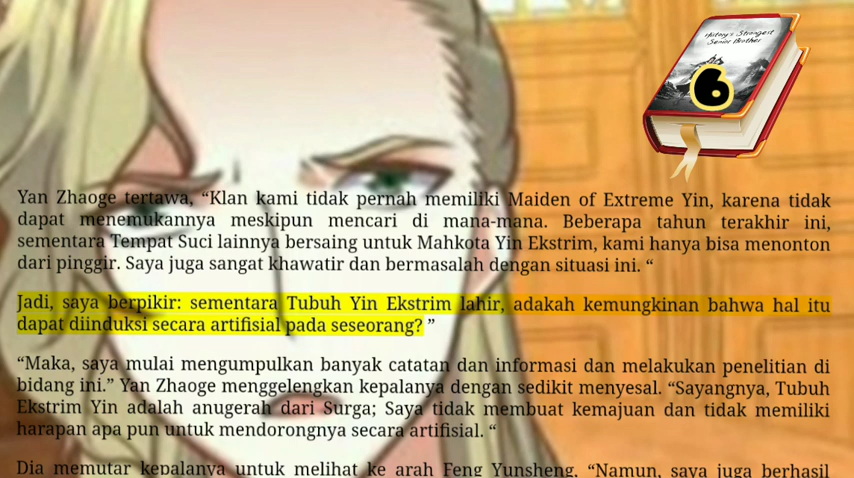 History's Strongest
Senior Brother
6
Yan Zhaoge tertawa, “Klan kami tidak pernah memiliki Maiden of Extreme Yin, karena tidak
dapat menemukannya meskipun mencari di mana-mana. Beberapa tahun terakhir ini,
sementara Tempat Suci lainnya bersaing untuk Mahkota Yin Ekstrim, kami hanya bisa menonton
dari pinggir. Saya juga sangat khawatir dan bermasalah dengan situasi ini. “
Jadi, saya berpikir: sementara Tubuh Yin Ekstrim lahir, adakah kemungkinan bahwa hal itu
dapat diinduksi secara artifisial pada seseorang? ”
“Maka, saya mulai mengumpulkan banyak catatan dan informasi dan melakukan penelitian di
bidang ini.” Yan Zhaoge menggelengkan kepalanya dengan sedikit menyesal. “Sayangnya, Tubuh
Ekstrim Yin adalah anugerah dari Surga; Saya tidak membuat kemajuan dan tidak memiliki
harapan apa pun untuk mendorongnya secara artifisial. “
Dia memutar kepalanya untuk melihat ke arah Feng Yunsheng, “Namun, saya juga berhasil